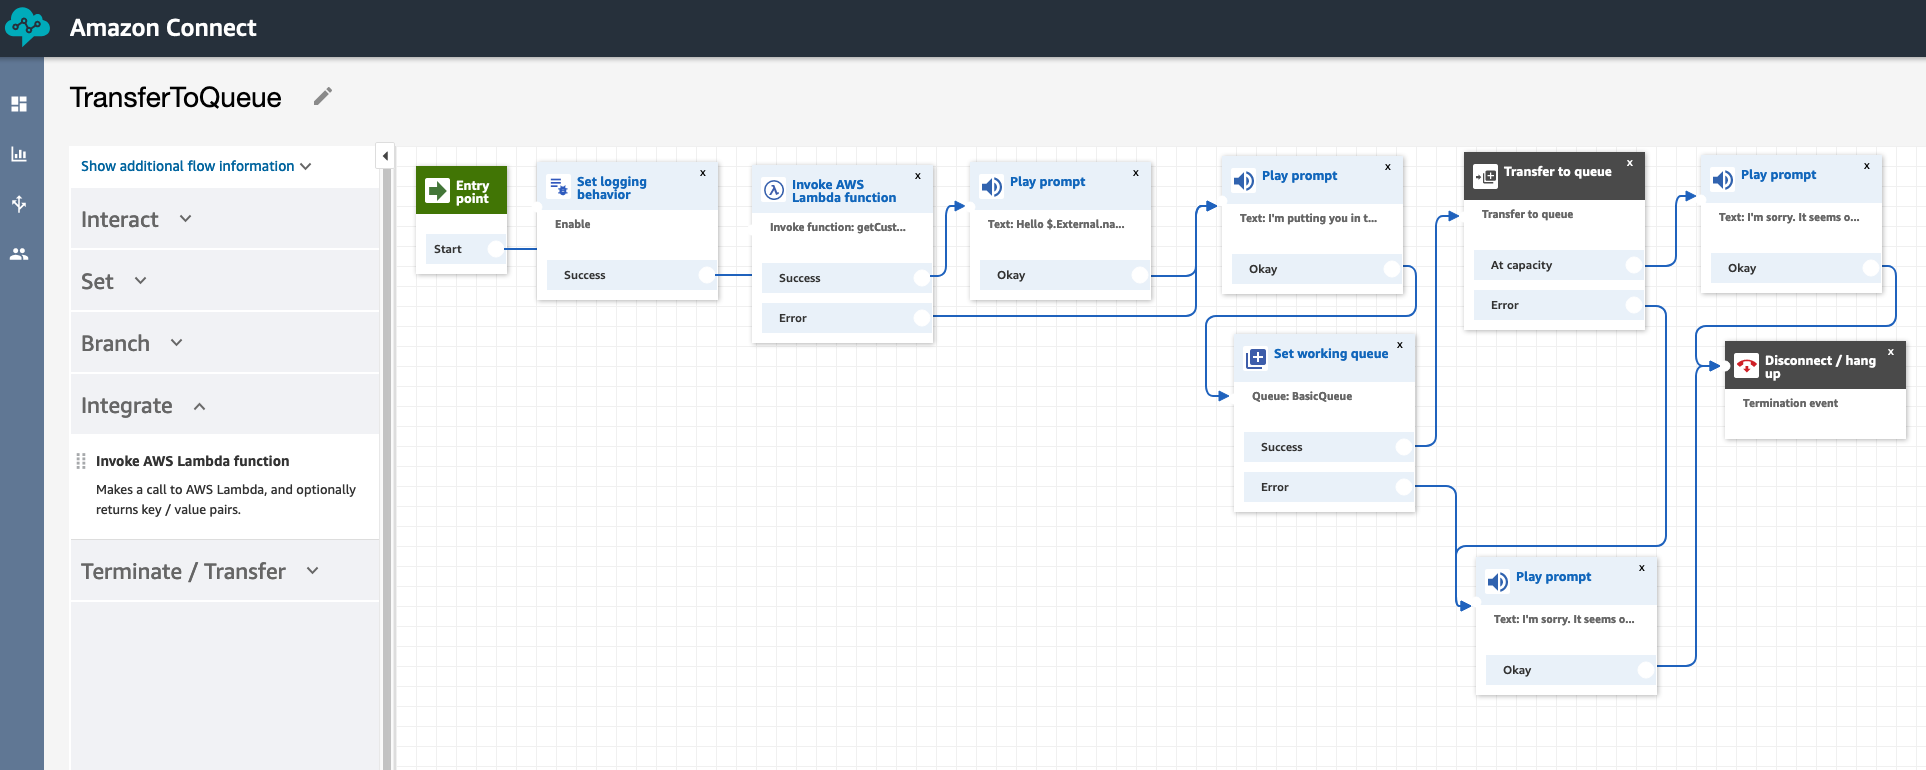 Amazon Connect
TransferToQueue
Show additional flow information
Interact
Set
Branch
Integrate
Invoke AWS Lambda function
Makes a call to AWS Lambda, and optionally
returns key / value pairs.
Terminate / Transfer
Entry
point
Start
Set logging
behavior
x
Enable
Success
Invoke AWS
Lambda function
x
Invoke function: getCust...
Success
Error
Play prompt
x
Text: Hello $.External.na...
Okay
Play prompt
x
Text: I'm putting you in t...
Okay
Set working queue
x
Queue: BasicQueue
Success
Error
Transfer to queue
x
Transfer to queue
At capacity
Error
Play prompt
x
Text: I'm sorry. It seems o...
Okay
Disconnect / hang
up
x
Termination event
Play prompt
x
Text: I'm sorry. It seems o...
Okay